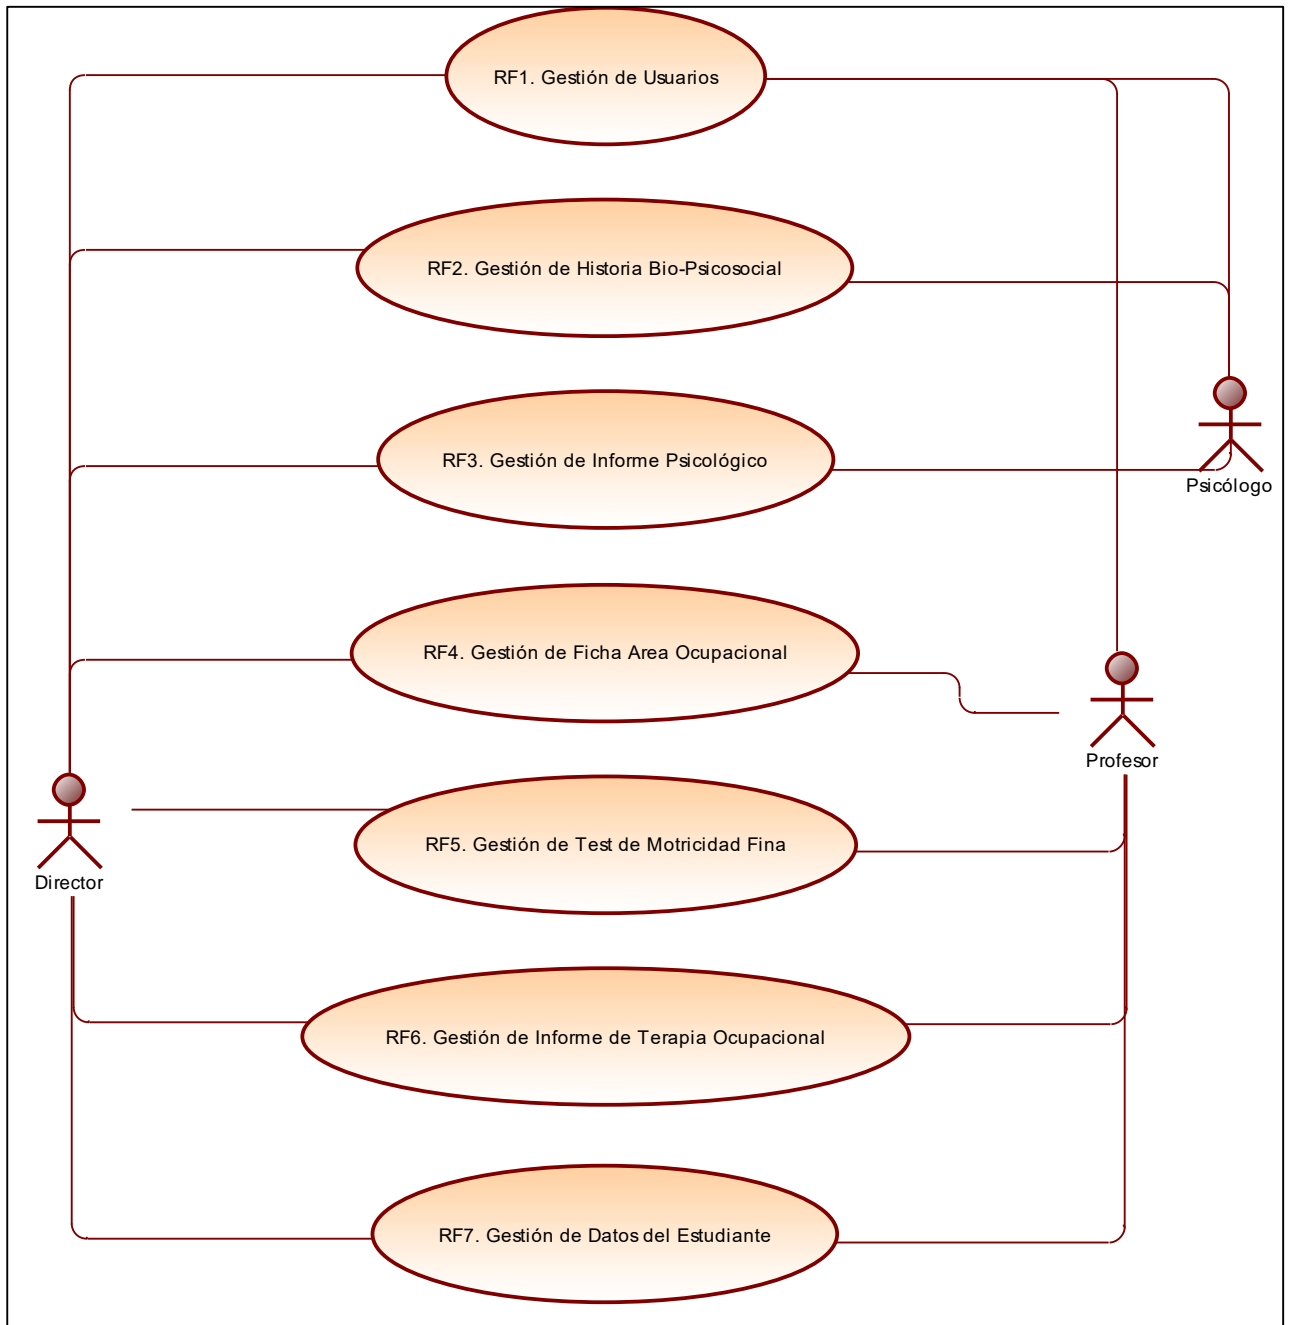 RF1. Gestión de Usuarios
RF2. Gestión de Historia Bio-Psicosocial
RF3. Gestión de Informe Psicológico
Psicólogo
RF4. Gestión de Ficha Area Ocupacional
Profesor
RF5. Gestión de Test de Motricidad Fina
Director
RF6. Gestión de Informe de Terapia Ocupacional
RF7. Gestión de Datos del Estudiante